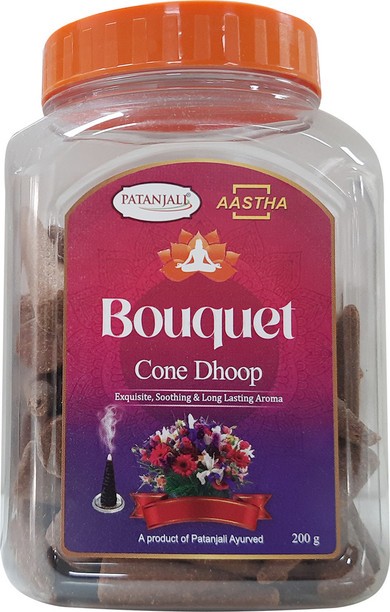 PATANJALI®
AASTHA
Bouquet
Cone Dhoop
Exquisite, Soothing & Long Lasting Aroma
A product of Patanjali Ayurved
200 g